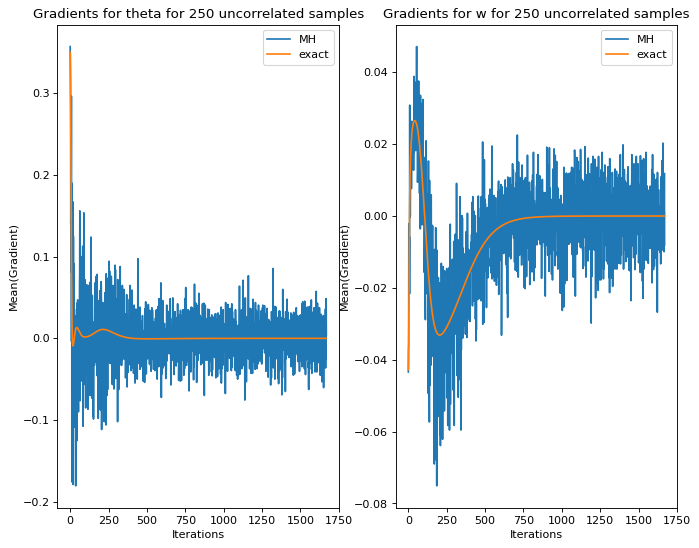 Gradients for theta for 250 uncorrelated samples
MH
exact
0.3
0.2
0.1
0.0
−0.1
−0.2
Mean(Gradient)
0 250 500 750 1000 1250 1500 1750
Iterations
Gradients for w for 250 uncorrelated samples
MH
exact
0.04
0.02
0.00
−0.02
−0.04
−0.06
−0.08
Mean(Gradient)
0 250 500 750 1000 1250 1500 1750
Iterations